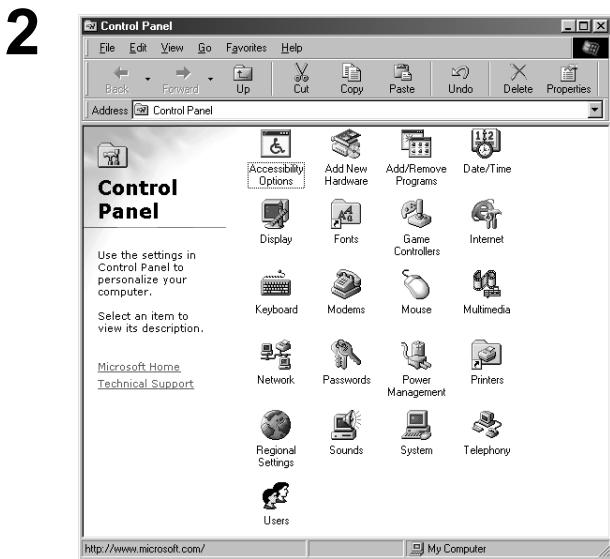 2
Control Panel
File Edit View Go Favorites Help
Back Forward Up Cut Copy Paste Undo Delete Properties
Address Control Panel
Control
Panel
Use the settings in
Control Panel to
personalize your
computer.
Select an item to
view its description.
Microsoft Home
Technical Support
Accessibility
Options
Add New
Hardware
Add/Remove
Programs
Date/Time
Display
Fonts
Game
Controllers
Internet
Keyboard
Modems
Mouse
Multimedia
Network
Passwords
Power
Management
Printers
Regional
Settings
Sounds
System
Telephony
Users
http://www.microsoft.com/
My Computer